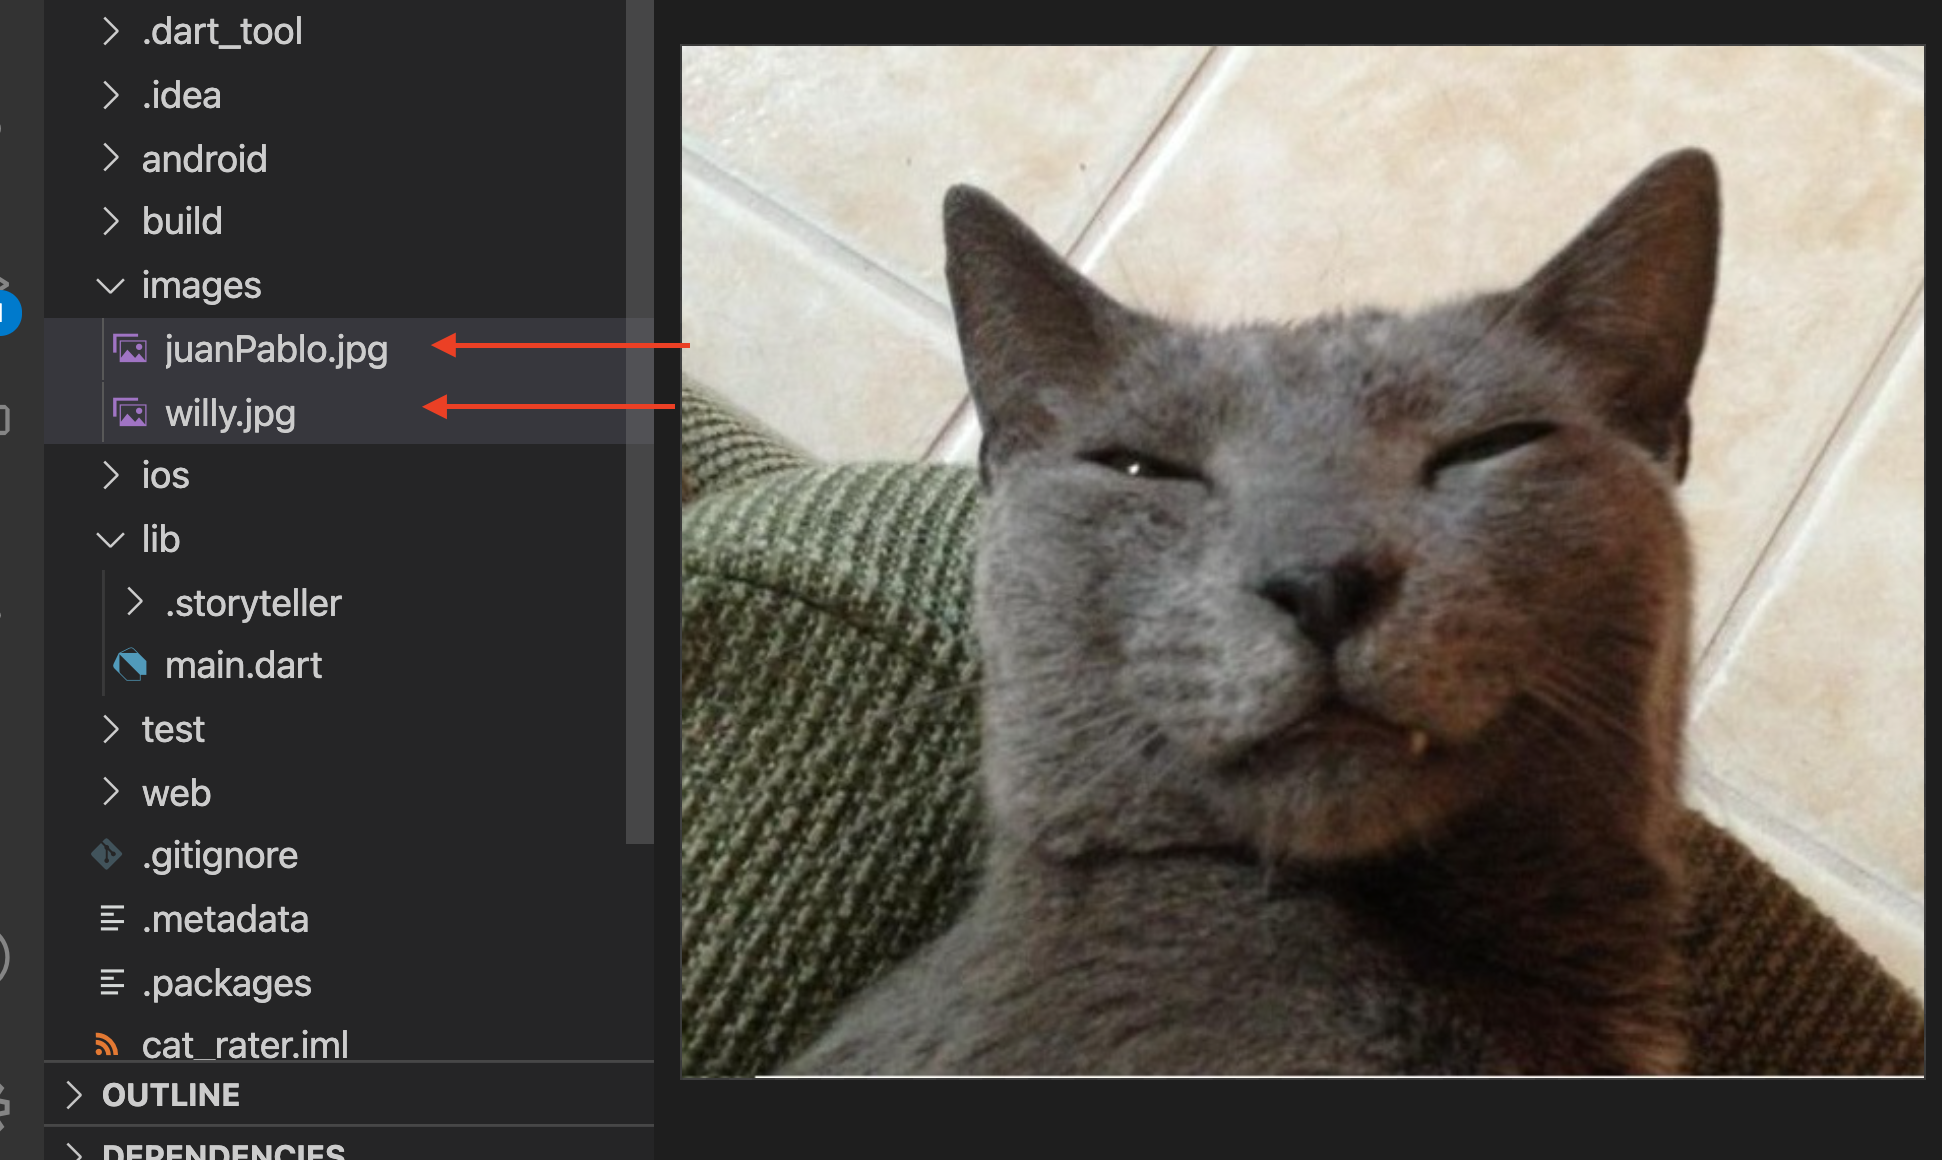 .dart_tool
.idea
android
build
images
juanPablo.jpg
willy.jpg
ios
lib
.storyteller
main.dart
test
web
.gitignore
.metadata
.packages
cat_rater.iml
OUTLINE
DEPENDENCIES